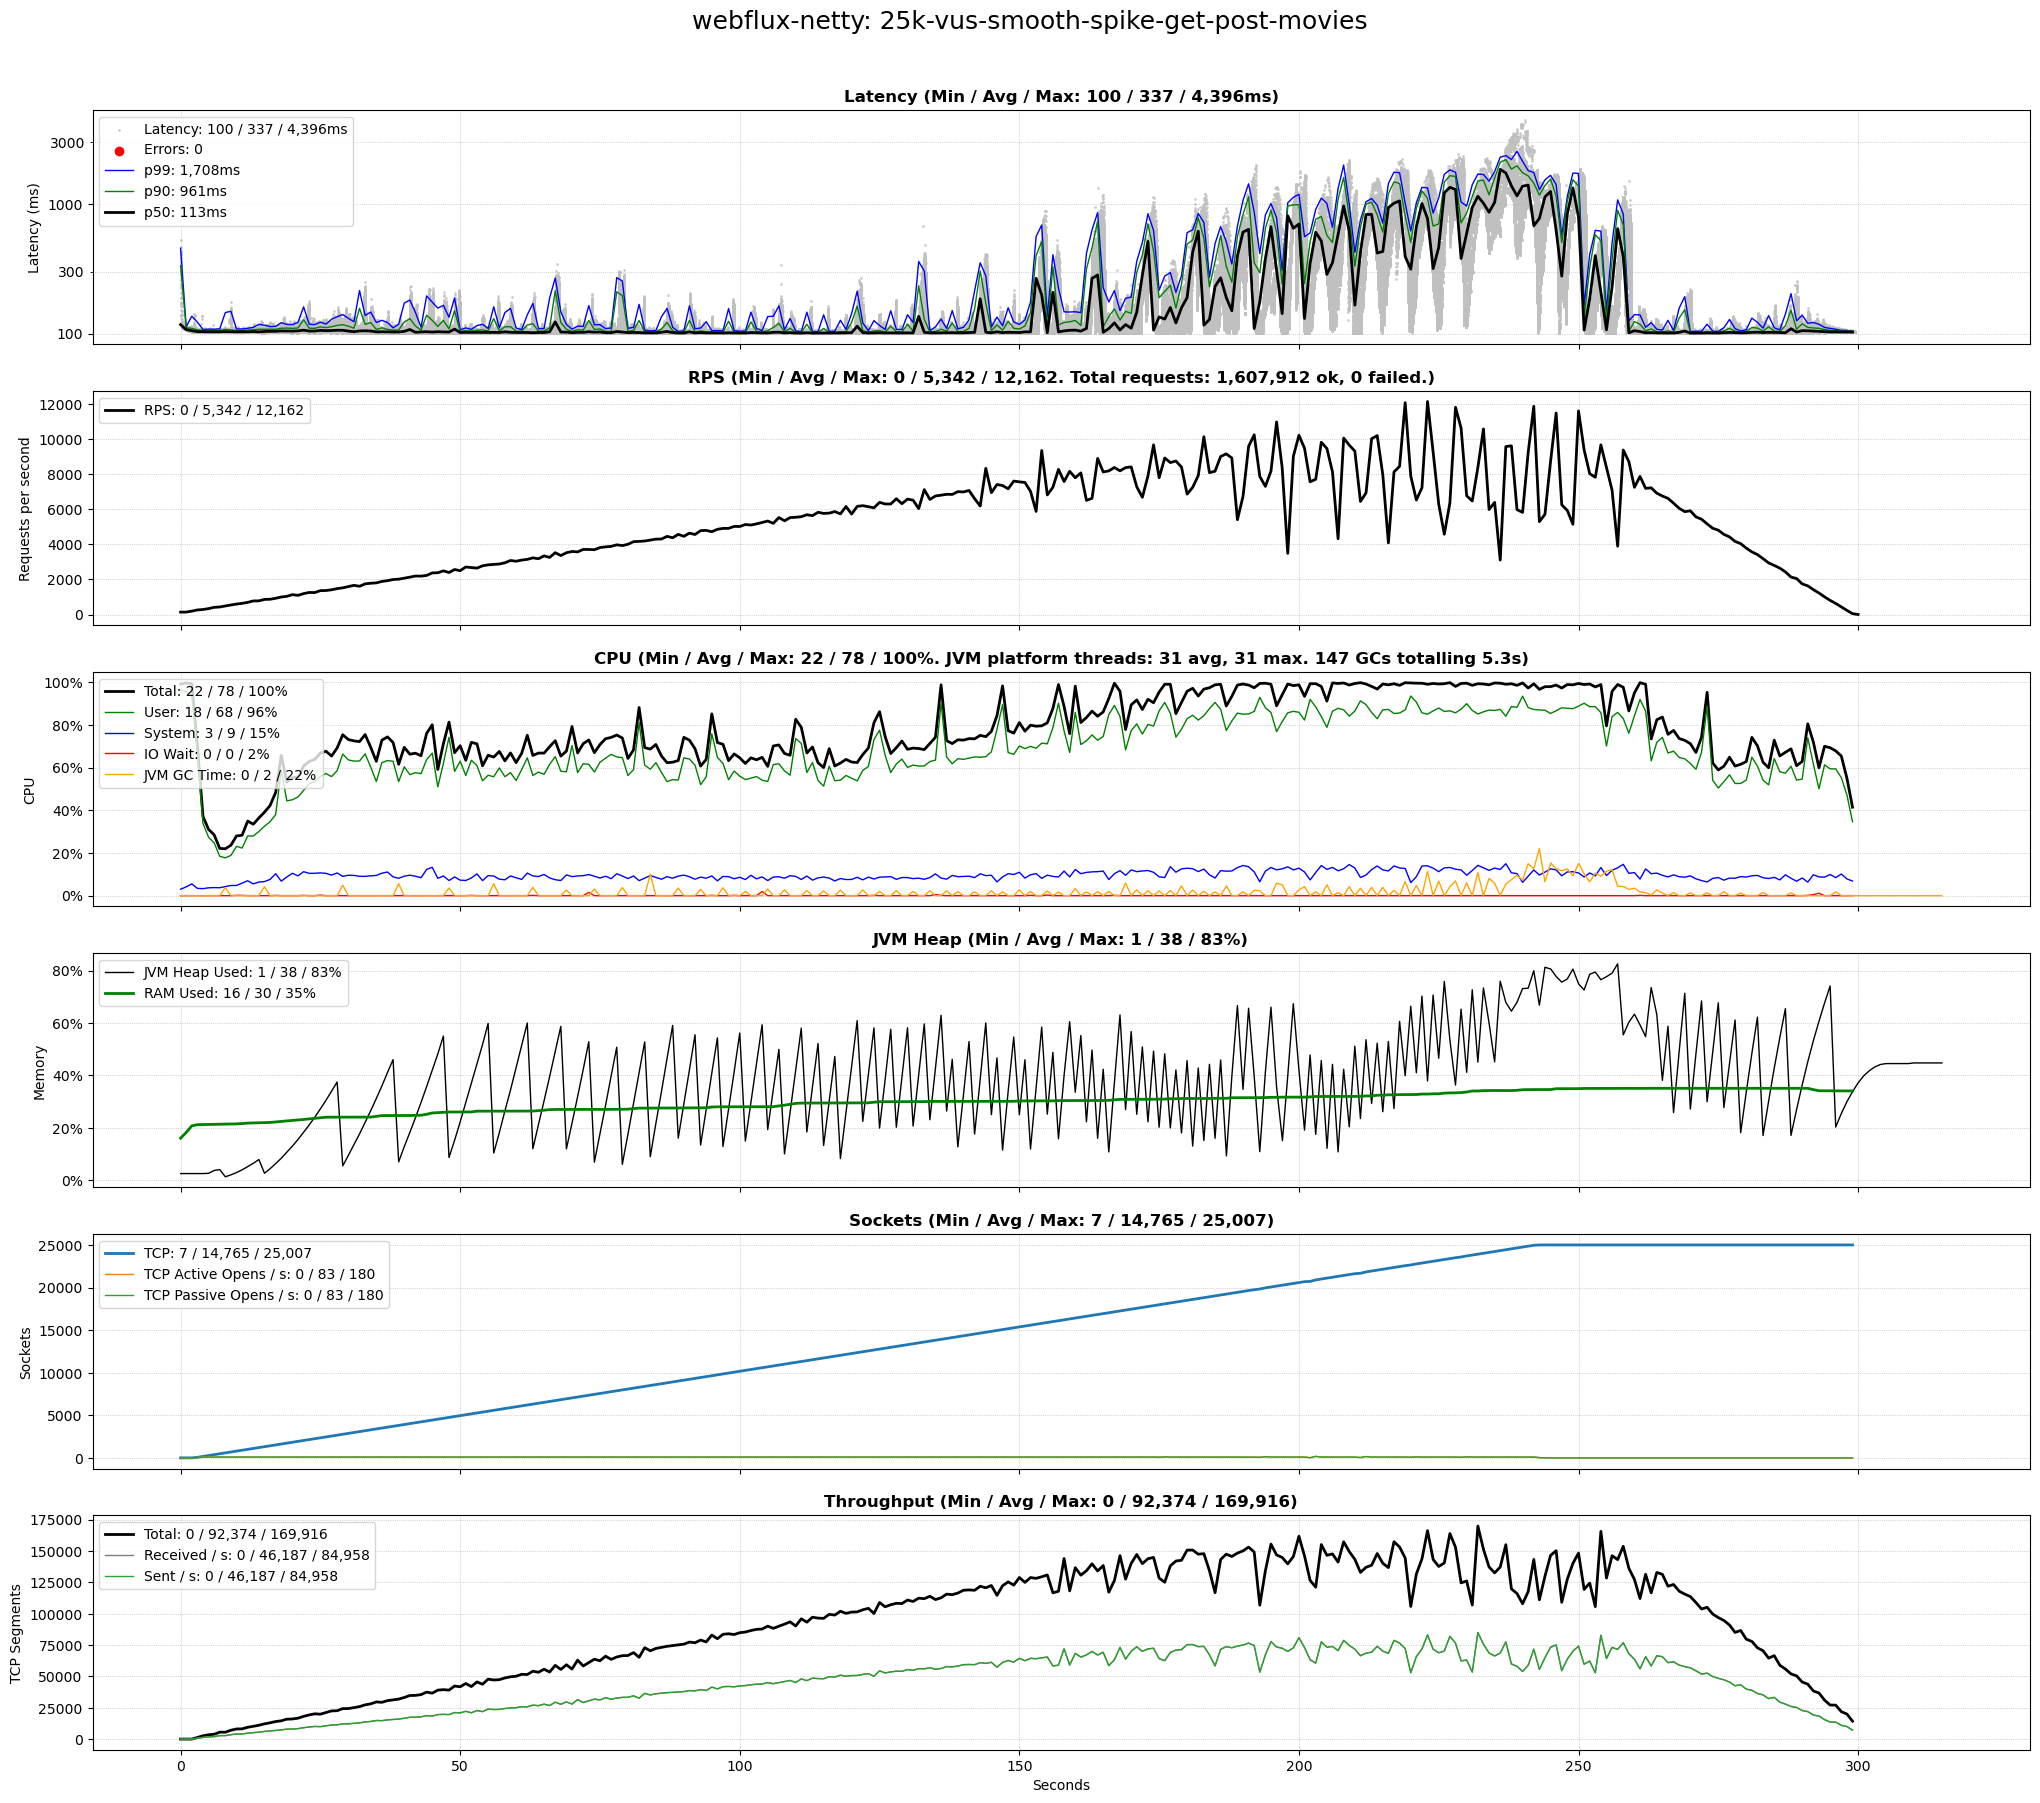 webflux-netty: 25k-vus-smooth-spike-get-post-movies
Latency (Min / Avg / Max: 100 / 337 / 4,396ms)
Latency (ms)
3000
1000
300
100
Latency: 100 / 337 / 4,396ms
Errors: 0
p99: 1,708ms
p90: 961ms
p50: 113ms
RPS (Min / Avg / Max: 0 / 5,342 / 12,162. Total requests: 1,607,912 ok, 0 failed.)
Requests per second
12000
10000
8000
6000
4000
2000
0
RPS: 0 / 5,342 / 12,162
CPU (Min / Avg / Max: 22 / 78 / 100%. JVM platform threads: 31 avg, 31 max. 147 GCs totalling 5.3s)
CPU
100%
80%
60%
40%
20%
0%
Total: 22 / 78 / 100%
User: 18 / 68 / 96%
System: 3 / 9 / 15%
IO Wait: 0 / 0 / 2%
JVM GC Time: 0 / 2 / 22%
JVM Heap (Min / Avg / Max: 1 / 38 / 83%)
Memory
80%
60%
40%
20%
0%
JVM Heap Used: 1 / 38 / 83%
RAM Used: 16 / 30 / 35%
Sockets (Min / Avg / Max: 7 / 14,765 / 25,007)
Sockets
25000
20000
15000
10000
5000
0
TCP: 7 / 14,765 / 25,007
TCP Active Opens / s: 0 / 83 / 180
TCP Passive Opens / s: 0 / 83 / 180
Throughput (Min / Avg / Max: 0 / 92,374 / 169,916)
TCP Segments
175000
150000
125000
100000
75000
50000
25000
0
Total: 0 / 92,374 / 169,916
Received / s: 0 / 46,187 / 84,958
Sent / s: 0 / 46,187 / 84,958
0 50 100 150 200 250 300
Seconds